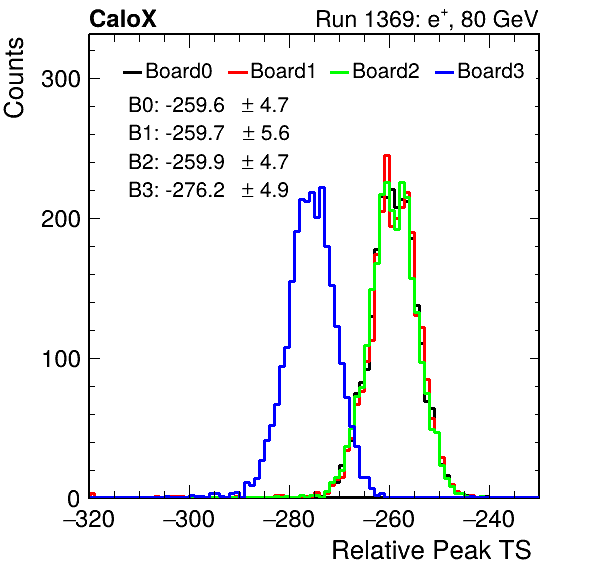 CaloX Run 1369: e⁺, 80 GeV
Counts
Board0 Board1 Board2 Board3
B0: -259.6 ± 4.7
B1: -259.7 ± 5.6
B2: -259.9 ± 4.7
B3: -276.2 ± 4.9
300
200
100
0
−320 −300 −280 −260 −240
Relative Peak TS